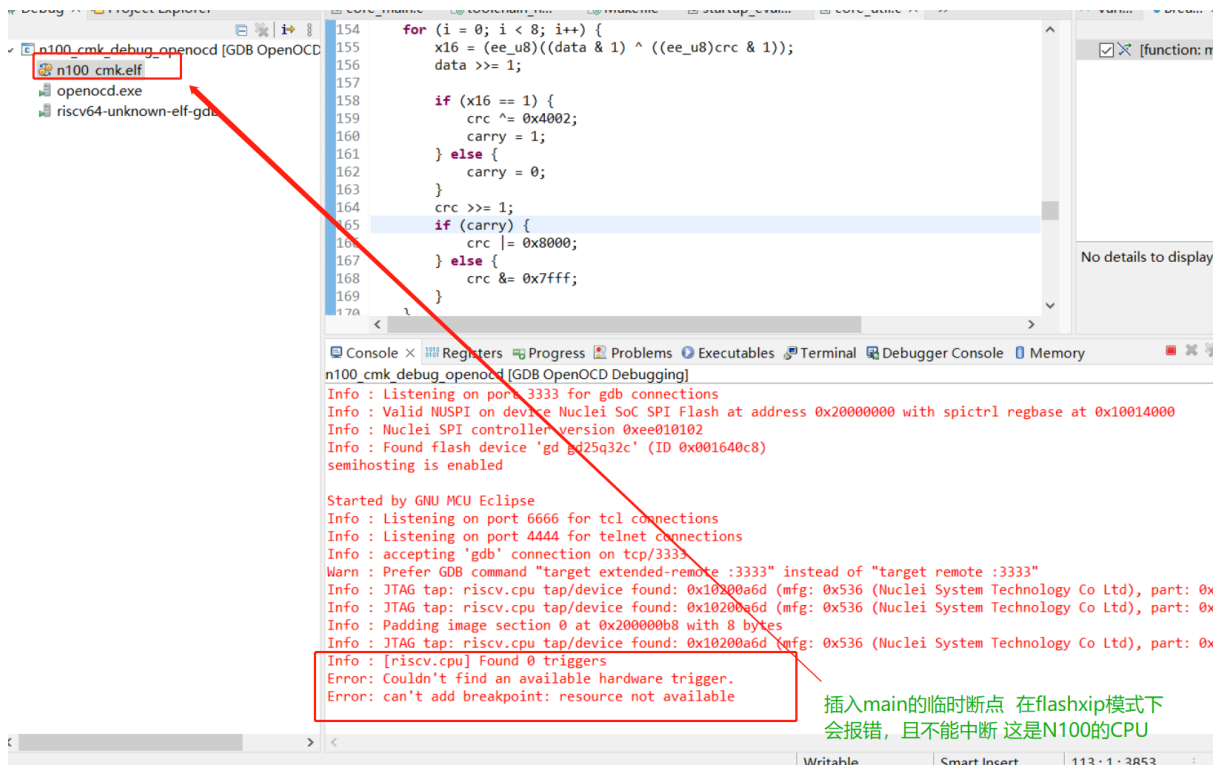 Debug
Project Explorer
n100_cmk_debug_openocd [GDB OpenOCD
n100_cmk.elf
openocd.exe
riscv64-unknown-elf-gdb
core_main.c
Makefile
startup_eval...
core_util.c
154 for (i = 0; i < 8; i++) {
155 x16 = (ee_u8)((data & 1) ^ ((ee_u8)crc & 1));
156 data >>= 1;
157
158 if (x16 == 1) {
159 crc ^= 0x4002;
160 carry = 1;
161 } else {
162 carry = 0;
163 }
164 crc >>= 1;
165 if (carry) {
166 crc |= 0x8000;
167 } else {
168 crc &= 0x7fff;
169 }
170 }
[function: m
No details to display
Console
Registers
Progress
Problems
Executables
Terminal
Debugger Console
Memory
n100_cmk_debug_openocd [GDB OpenOCD Debugging]
Info : Listening on port 3333 for gdb connections
Info : Valid NUSPI on device Nuclei SoC SPI Flash at address 0x20000000 with spictrl regbase at 0x10014000
Info : Nuclei SPI controller version 0xee010102
Info : Found flash device 'gd gd25q32c' (ID 0x001640c8)
semihosting is enabled
Started by GNU MCU Eclipse
Info : Listening on port 6666 for tcl connections
Info : Listening on port 4444 for telnet connections
Info : accepting 'gdb' connection on tcp/3333
Warn : Prefer GDB command "target extended-remote :3333" instead of "target remote :3333"
Info : JTAG tap: riscv.cpu tap/device found: 0x10200a6d (mfg: 0x536 (Nuclei System Technology Co Ltd), part: 0x
Info : JTAG tap: riscv.cpu tap/device found: 0x10200a6d (mfg: 0x536 (Nuclei System Technology Co Ltd), part: 0x
Info : Padding image section 0 at 0x200000b8 with 8 bytes
Info : JTAG tap: riscv.cpu tap/device found: 0x10200a6d (mfg: 0x536 (Nuclei System Technology Co Ltd), part: 0x
Info : [riscv.cpu] Found 0 triggers
Error: Couldn't find an available hardware trigger.
Error: can't add breakpoint: resource not available
插入main的临时断点 在flashxip模式下
会报错，且不能中断 这是N100的CPU
Writable
Smart Insert
113 : 1 : 3853